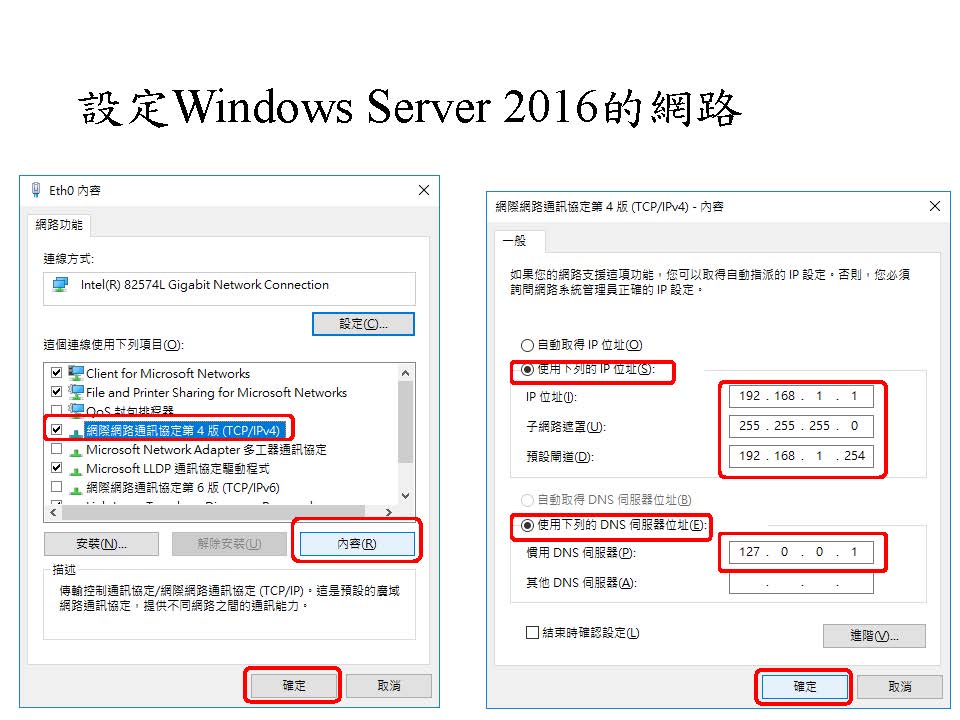 設定Windows Server 2016的網路
Eth0 內容
網路功能
連線方式:
Intel(R) 82574L Gigabit Network Connection
設定(C)...
這個連線使用下列項目(O):
Client for Microsoft Networks
File and Printer Sharing for Microsoft Networks
QoS 封包排程器
網際網路通訊協定第 4 版 (TCP/IPv4)
Microsoft Network Adapter 多工器通訊協定
Microsoft LLDP 通訊協定驅動程式
網際網路通訊協定第 6 版 (TCP/IPv6)
安裝(N)...
解除安裝(U)
內容(R)
描述
傳輸控制通訊協定/網際網路通訊協定 (TCP/IP)。這是預設的廣域
網路通訊協定，提供不同網路之間的通訊能力。
確定
取消
網際網路通訊協定第 4 版 (TCP/IPv4) - 內容
一般
如果您的網路支援這項功能，您可以取得自動指派的 IP 設定。否則，您必須
詢問網路系統管理員正確的 IP 設定。
自動取得 IP 位址(O)
使用下列的 IP 位址(S):
IP 位址(I):
192 . 168 . 1 . 1
子網路遮罩(U):
255 . 255 . 255 . 0
預設閘道(D):
192 . 168 . 1 . 254
自動取得 DNS 伺服器位址(B)
使用下列的 DNS 伺服器位址(E):
慣用 DNS 伺服器(P):
127 . 0 . 0 . 1
其他 DNS 伺服器(A):
. . .
結束時確認設定(L)
進階(V)...
確定
取消